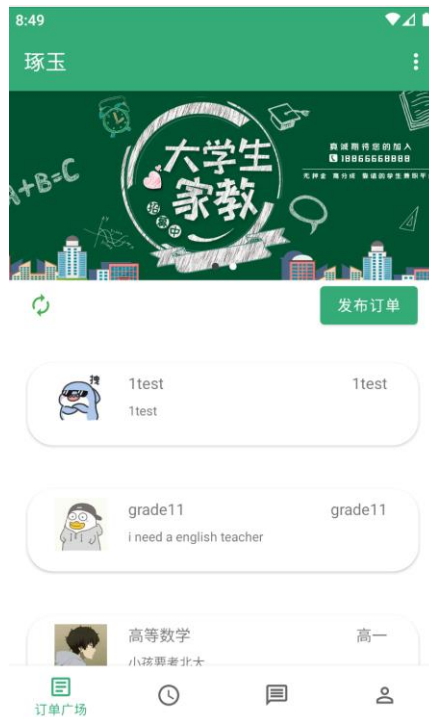 8:49
琢玉
A+B=C
大学生
家教
招募中
真诚期待您的加入
18866668888
发布订单
搜
1test
1test
1test
grade11
grade11
i need a english teacher
高等数学
高一
小孩要考北大
订单广场